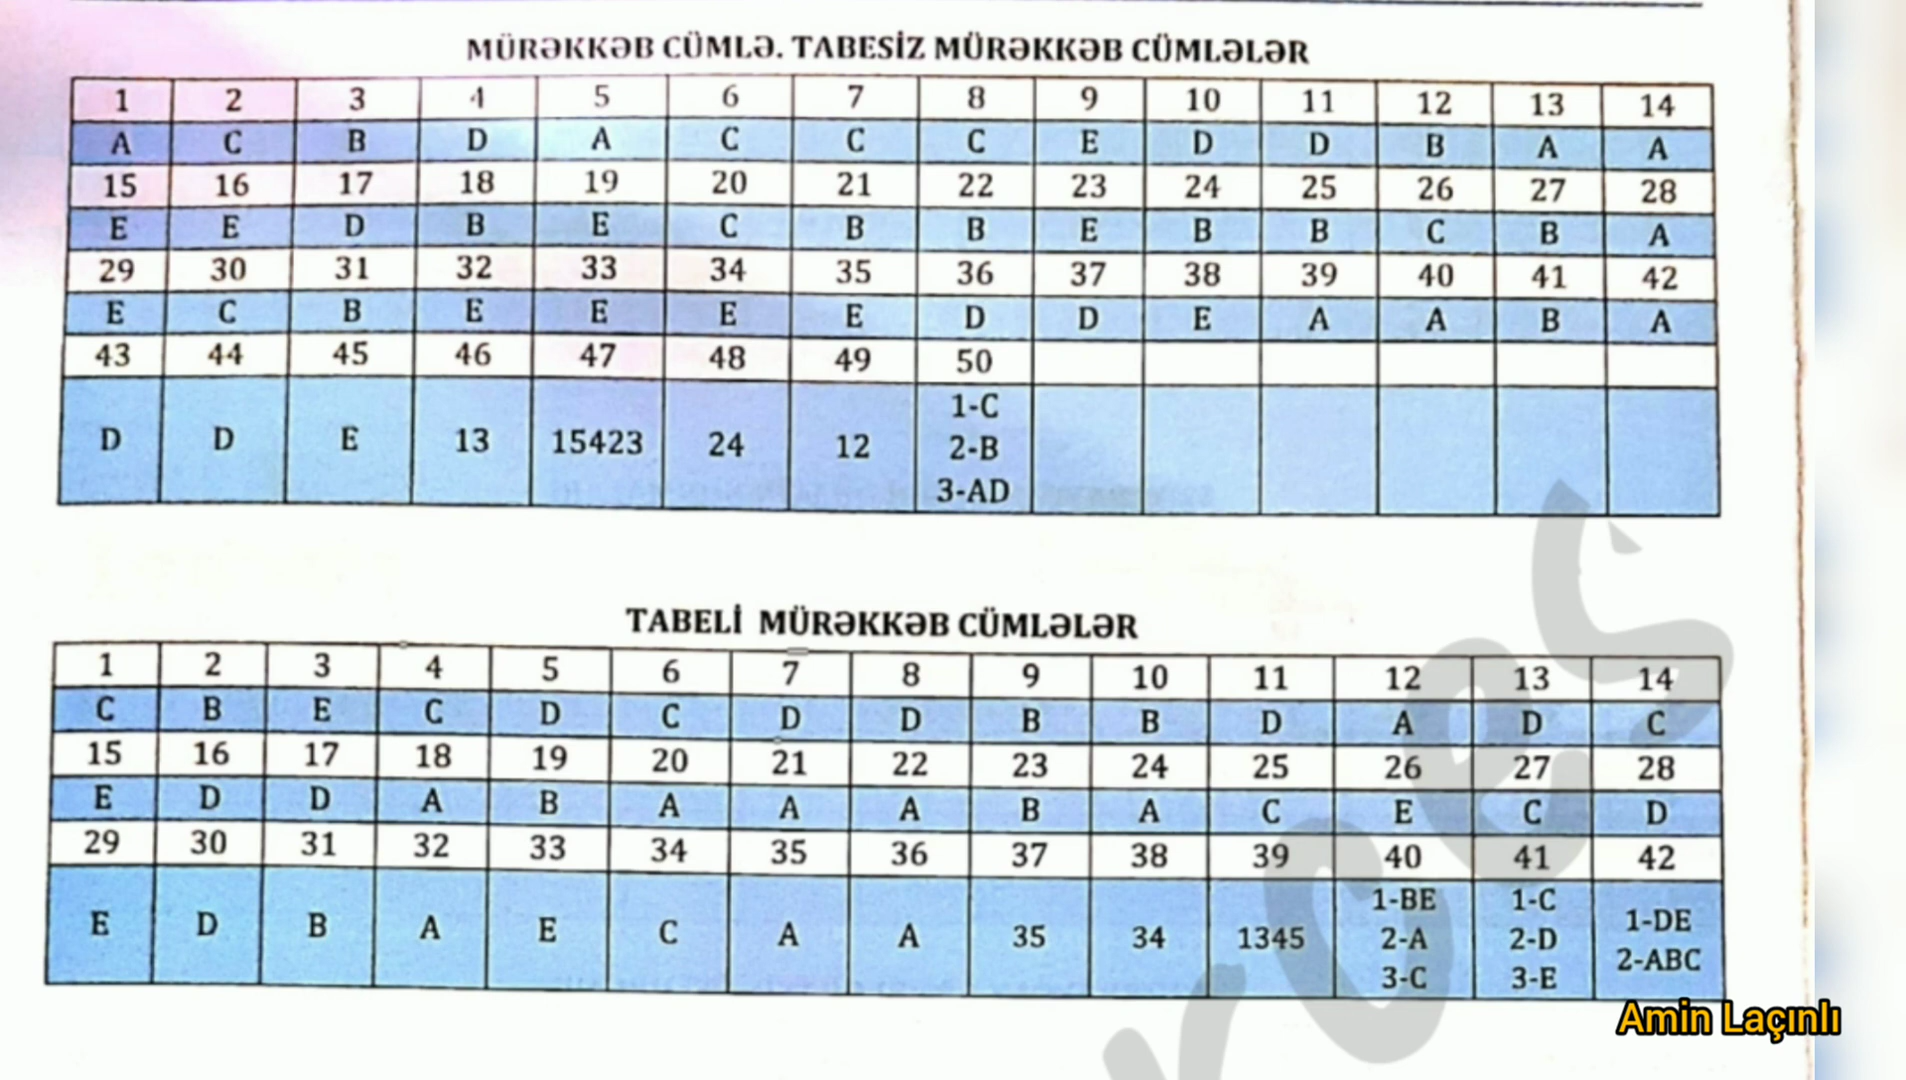 MÜRƏKKƏB CÜMLƏ. TABESİZ MÜRƏKKƏB CÜMLƏLƏR
1 2 3 4 5 6 7 8 9 10 11 12 13 14
A C B D A C C C E D D B A A
15 16 17 18 19 20 21 22 23 24 25 26 27 28
E E D B E C B B E B B C B A
29 30 31 32 33 34 35 36 37 38 39 40 41 42
E C B E E E E D D E A A B A
43 44 45 46 47 48 49 50
D D E 13 15423 24 12 1-C 2-B 3-AD
TABELİ MÜRƏKKƏB CÜMLƏLƏR
1 2 3 4 5 6 7 8 9 10 11 12 13 14
C B E C D C D D B B D A D C
15 16 17 18 19 20 21 22 23 24 25 26 27 28
E D D A B A A A B A C E C D
29 30 31 32 33 34 35 36 37 38 39 40 41 42
E D B A E C A A 35 34 1345 1-BE 2-A 3-C 1-C 2-D 3-E 1-DE 2-ABC
Amin Laçınlı